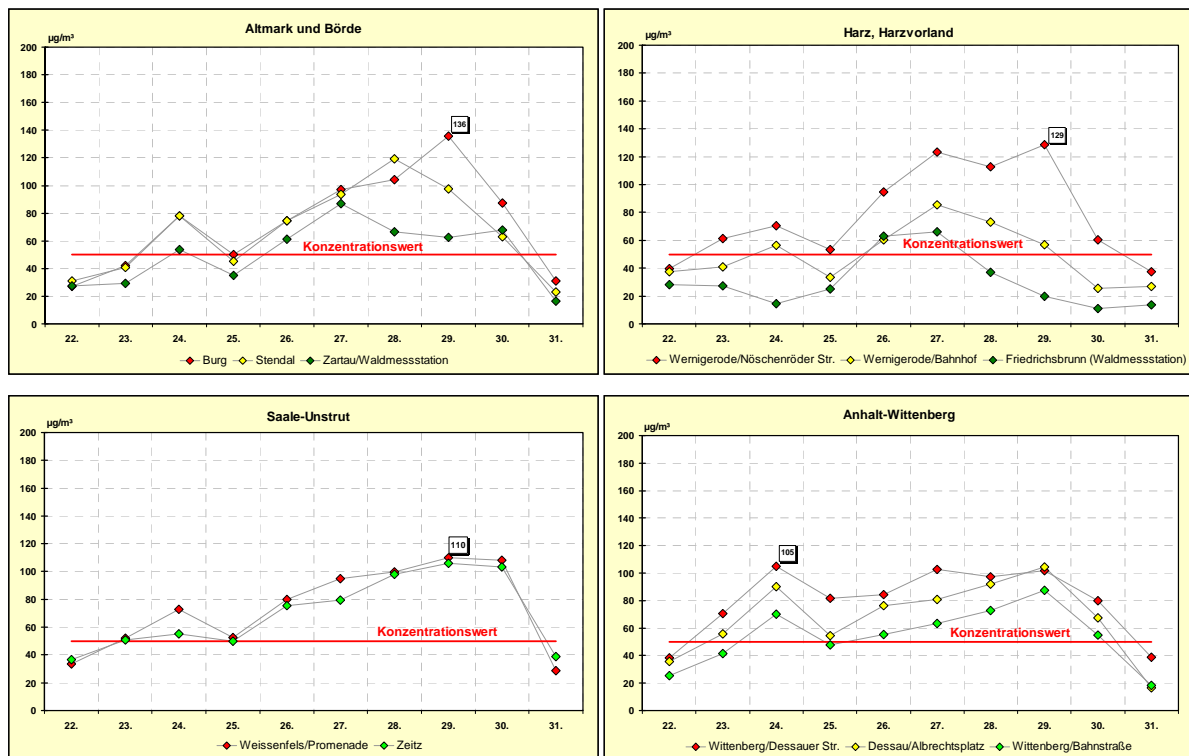 Altmark und Börde
µg/m³
200
180
160
140
120
100
80
60
40
20
0
136
Konzentrationswert
22. 23. 24. 25. 26. 27. 28. 29. 30. 31.
Burg Stendal Zartau/Waldmessstation
Harz, Harzvorland
µg/m³
200
180
160
140
120
100
80
60
40
20
0
129
Konzentrationswert
22. 23. 24. 25. 26. 27. 28. 29. 30. 31.
Wernigerode/Nöschenröder Str. Wernigerode/Bahnhof Friedrichsbrunn (Waldmessstation)
Saale-Unstrut
µg/m³
200
180
160
140
120
100
80
60
40
20
0
110
Konzentrationswert
22. 23. 24. 25. 26. 27. 28. 29. 30. 31.
Weissenfels/Promenade Zeitz
Anhalt-Wittenberg
µg/m³
200
180
160
140
120
100
80
60
40
20
0
105
Konzentrationswert
22. 23. 24. 25. 26. 27. 28. 29. 30. 31.
Wittenberg/Dessauer Str. Dessau/Albrechtsplatz Wittenberg/Bahnstraße